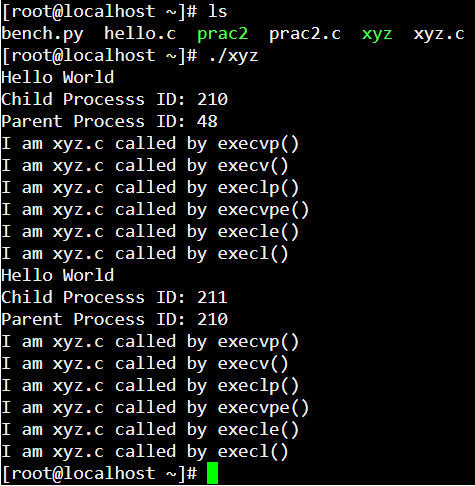 [root@localhost ~]# ls
bench.py  hello.c  prac2  prac2.c  xyz  xyz.c
[root@localhost ~]# ./xyz
Hello World
Child Processs ID: 210
Parent Process ID: 48
I am xyz.c called by execvp()
I am xyz.c called by execv()
I am xyz.c called by execlp()
I am xyz.c called by execvpe()
I am xyz.c called by execle()
I am xyz.c called by execl()
Hello World
Child Processs ID: 211
Parent Process ID: 210
I am xyz.c called by execvp()
I am xyz.c called by execv()
I am xyz.c called by execlp()
I am xyz.c called by execvpe()
I am xyz.c called by execle()
I am xyz.c called by execl()
[root@localhost ~]#